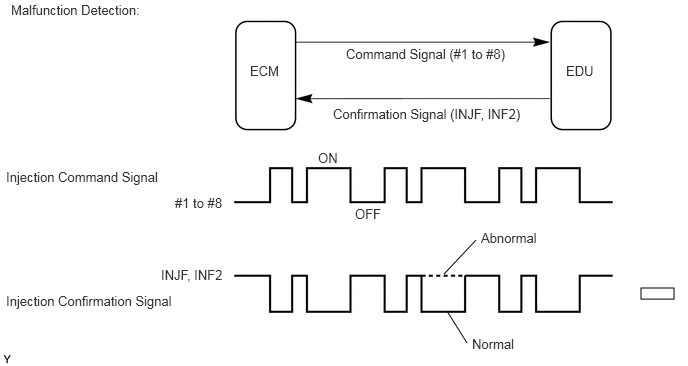 Malfunction Detection:
ECM
Command Signal (#1 to #8)
EDU
Confirmation Signal (INJF, INF2)
ON
Injection Command Signal
#1 to #8
OFF
Abnormal
INJF, INF2
Injection Confirmation Signal
Normal
Y